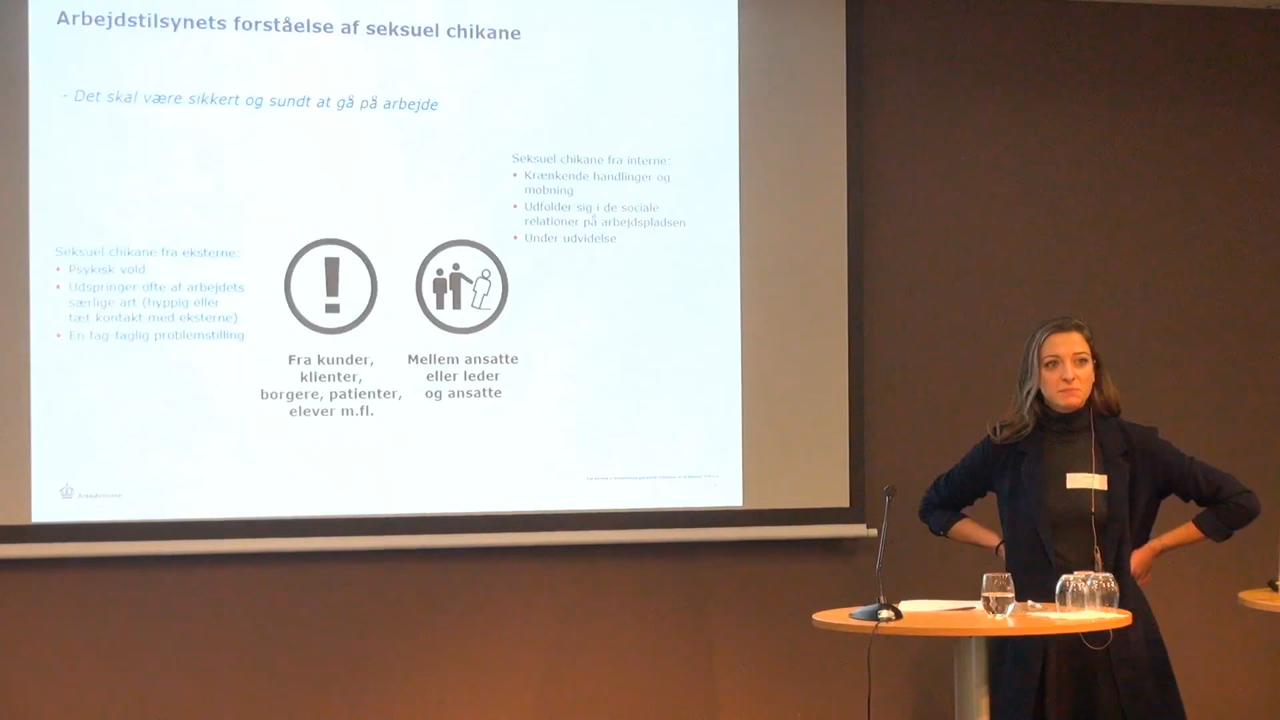 Arbejdstilsynets forståelse af seksuel chikane
- Det skal være sikkert og sundt at gå på arbejde
Seksuel chikane fra interne:
• Krænkende handlinger og
mobning
• Udfolder sig i de sociale
relationer på arbejdspladsen
• Under udvidelse
Seksuel chikane fra eksterne:
• Psykisk vold
• Udspringer ofte af arbejdets
særlige art (hyppig eller
tæt kontakt med eksterne)
• En fag-faglig problemstilling
Fra kunder,
klienter,
borgere, patienter,
elever m.fl.
Mellem ansatte
eller leder
og ansatte
Arbejdstilsynet